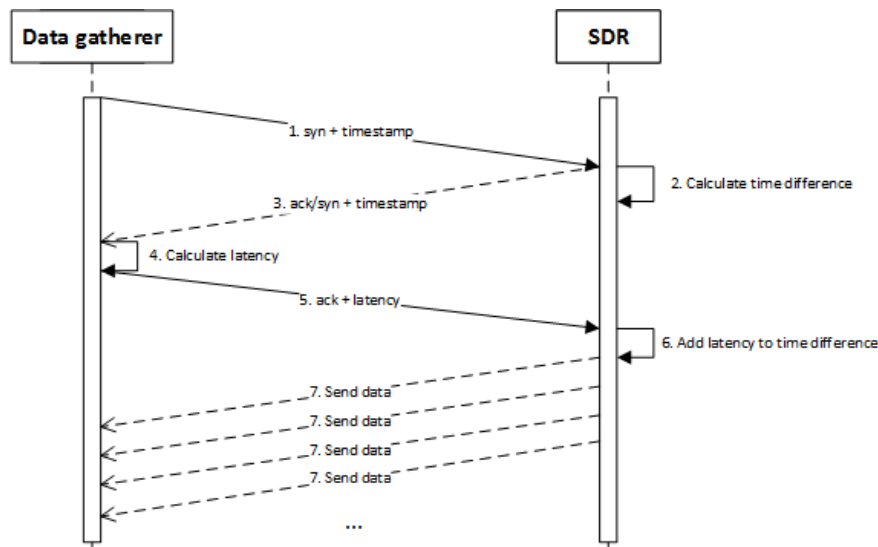 Data gatherer
SDR
1. syn + timestamp
2. Calculate time difference
3. ack/syn + timestamp
4. Calculate latency
5. ack + latency
6. Add latency to time difference
7. Send data
7. Send data
7. Send data
7. Send data
...